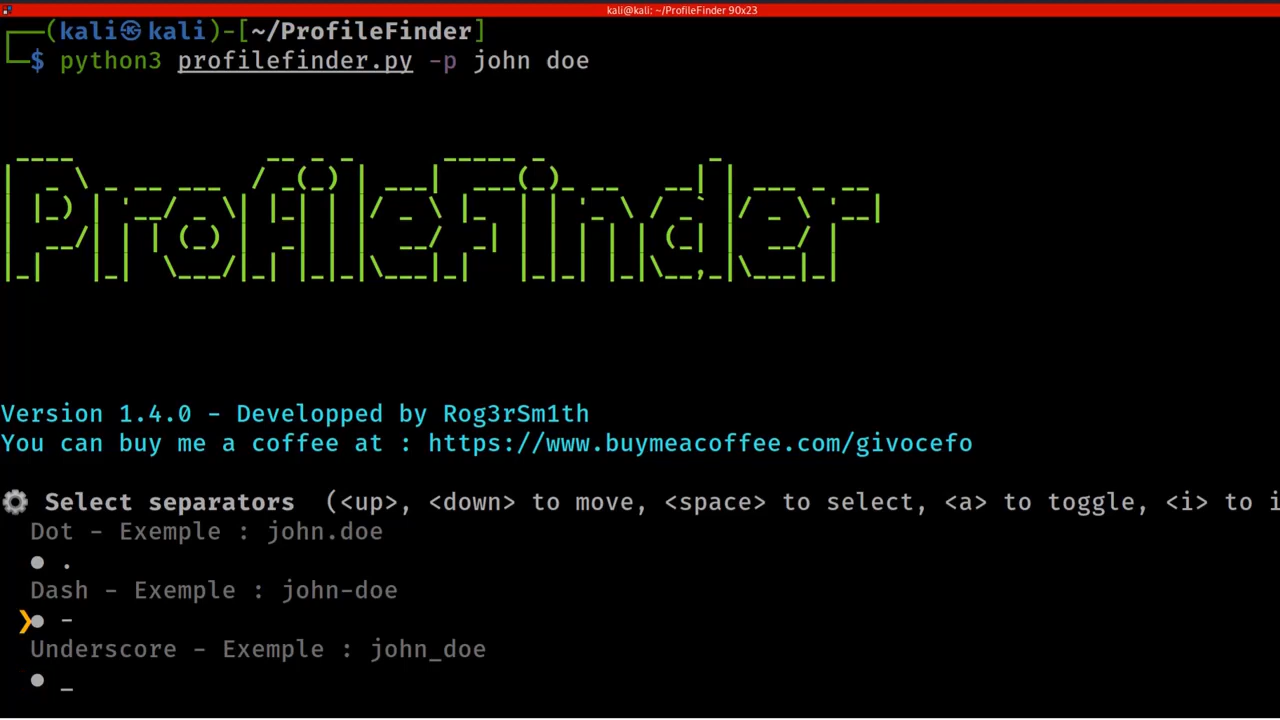 kali@kali: ~/ProfileFinder 90x23
┌──(kali㉿kali)-[~/ProfileFinder]
└─$ python3 profilefinder.py -p john doe
ProfileFinder
Version 1.4.0 - Developped by Rog3rSm1th
You can buy me a coffee at : https://www.buymeacoffee.com/givocefo
Select separators (<up>, <down> to move, <space> to select, <a> to toggle, <i> to i
Dot - Exemple : john.doe
● .
Dash - Exemple : john-doe
❯● -
Underscore - Exemple : john_doe
● _